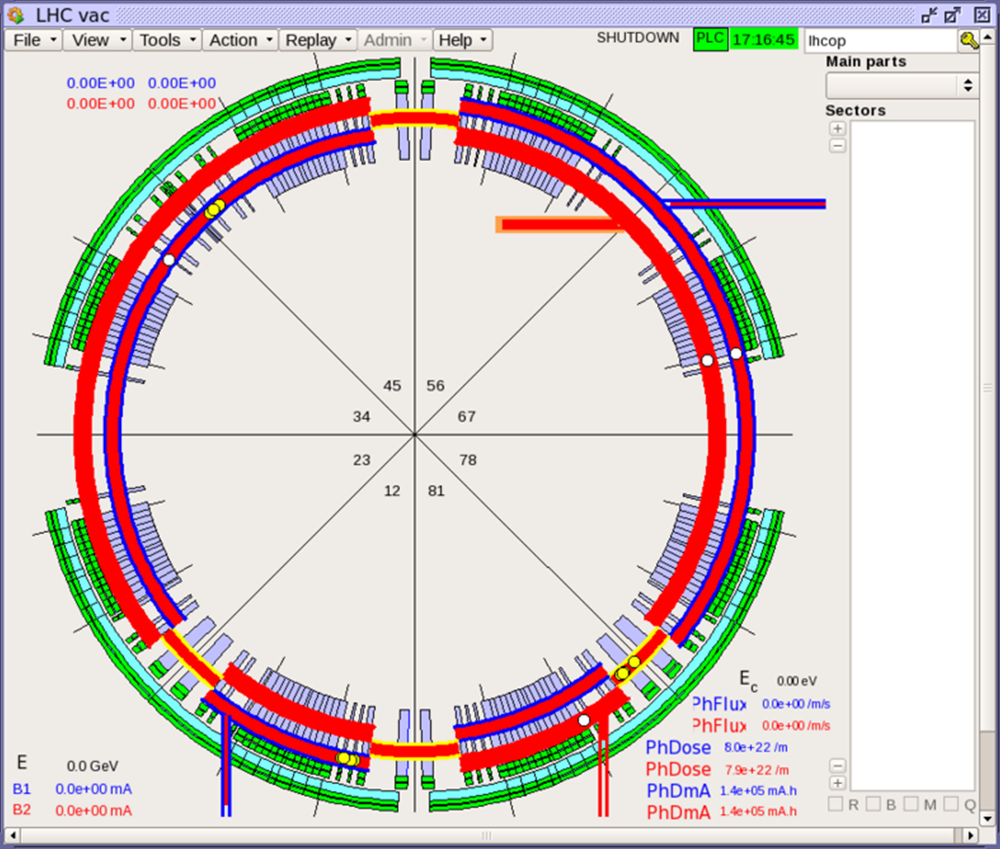 LHC vac
File View Tools Action Replay Admin Help SHUTDOWN PLC 17:16:45 lhcop
Main parts
0.00E+00 0.00E+00
0.00E+00 0.00E+00
Sectors
+
−
45 56
34 67
23 78
12 81
Ec 0.00 eV
PhFlux 0.0e+00 /m/s
PhFlux 0.0e+00 /m/s
PhDose 8.0e+22 /m
E 0.0 GeV
PhDose 7.9e+22 /m
B1 0.0e+00 mA
PhDmA 1.4e+05 mA.h
B2 0.0e+00 mA
PhDmA 1.4e+05 mA.h
−
+
R B M Q